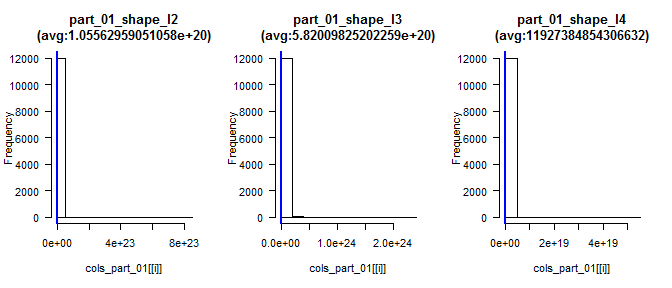 part_01_shape_l2
(avg:1.05562959051058e+20)
Frequency
12000
10000
8000
6000
4000
2000
0
0e+00 4e+23 8e+23
cols_part_01[[i]]
part_01_shape_l3
(avg:5.82009825202259e+20)
Frequency
12000
10000
8000
6000
4000
2000
0
0.0e+00 1.0e+24 2.0e+24
cols_part_01[[i]]
part_01_shape_l4
(avg:11927384854306632)
Frequency
12000
10000
8000
6000
4000
2000
0
0e+00 2e+19 4e+19
cols_part_01[[i]]